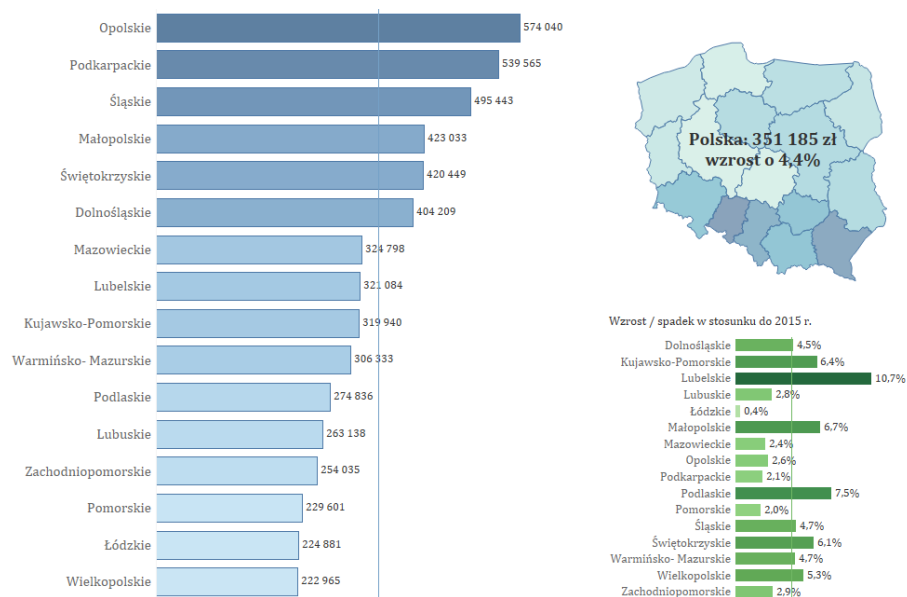 Opolskie 574 040
Podkarpackie 539 565
Śląskie 495 443
Małopolskie 423 033
Świętokrzyskie 420 449
Dolnośląskie 404 209
Mazowieckie 324 798
Lubelskie 321 084
Kujawsko-Pomorskie 319 940
Warmińsko- Mazurskie 306 333
Podlaskie 274 836
Lubuskie 263 138
Zachodniopomorskie 254 035
Pomorskie 229 601
Łódzkie 224 881
Wielkopolskie 222 965
Polska: 351 185 zł
wzrost o 4,4%
Wzrost / spadek w stosunku do 2015 r.
Dolnośląskie 4,5%
Kujawsko-Pomorskie 6,4%
Lubelskie 10,7%
Lubuskie 2,8%
Łódzkie 0,4%
Małopolskie 6,7%
Mazowieckie 2,4%
Opolskie 2,6%
Podkarpackie 2,1%
Podlaskie 7,5%
Pomorskie 2,0%
Śląskie 4,7%
Świętokrzyskie 6,1%
Warmińsko- Mazurskie 4,7%
Wielkopolskie 5,3%
Zachodniopomorskie 2,9%